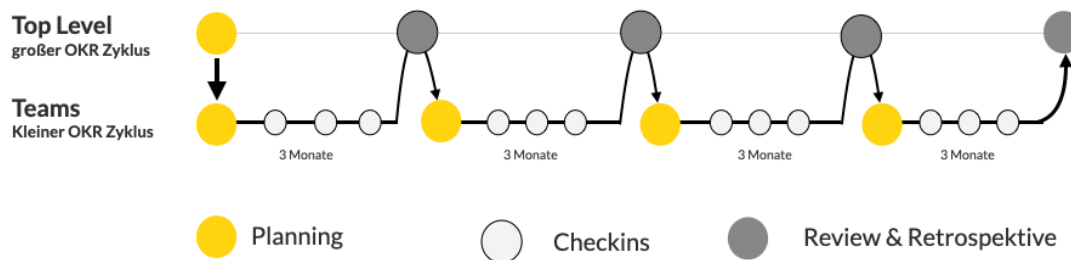 Top Level
großer OKR Zyklus
Teams
Kleiner OKR Zyklus
3 Monate
3 Monate
3 Monate
3 Monate
Planning
Checkins
Review & Retrospektive